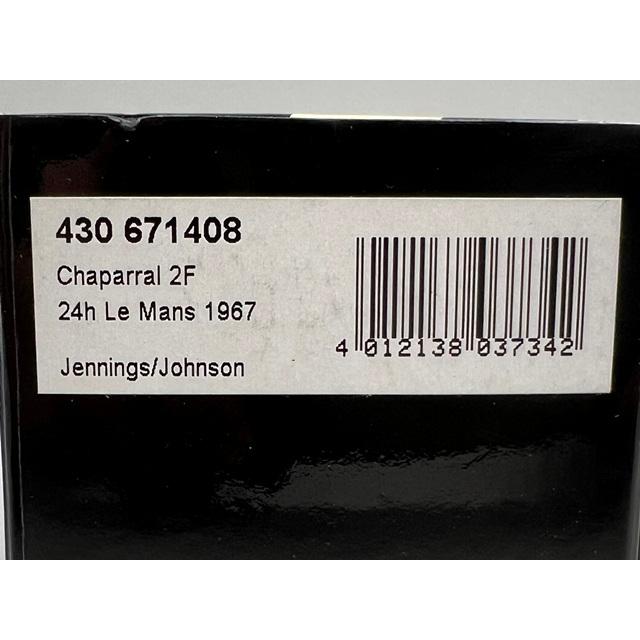 430 671408
Chaparral 2F
24h Le Mans 1967
Jennings/Johnson
4 012138 037342